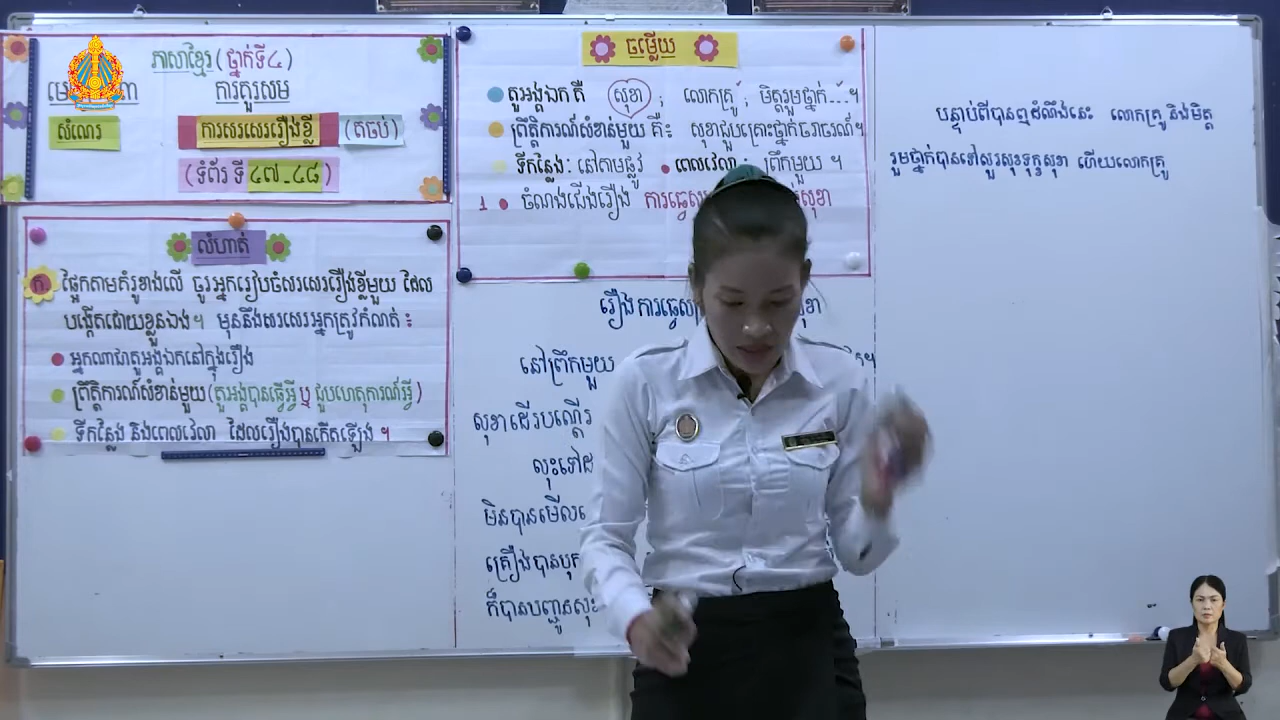 ភាសាខ្មែរ (ថ្នាក់ទី៤)
ការគួរសម
សំណេរ
ការសរសេររឿងខ្លី (តចប់)
(ទំព័រ ទី ៤៧_៤៨)
លំហាត់
ក ផ្អែកតាមគំរូខាងលើ ចូរអ្នករៀបចំសរសេររឿងខ្លីមួយ ដែល
បង្កើតដោយខ្លួនឯង។ មុននឹងសរសេរអ្នកត្រូវកំណត់ ៖
អ្នកណាជាតួអង្គឯកនៅក្នុងរឿង
ព្រឹត្តិការណ៍សំខាន់មួយ(តួអង្គបានធ្វើអ្វី ឬ ជួបហេតុការណ៍អ្វី)
ទីកន្លែង និងពេលវេលា ដែលរឿងបានកើតឡើង ។
ចម្លើយ
តួអង្គឯក គឺ សុខា ; លោកគ្រូ ; មិត្តរួមថ្នាក់...។
ព្រឹត្តិការណ៍សំខាន់មួយ គឺ៖ សុខាជួបគ្រោះថ្នាក់ចរាចរណ៍។
ទីកន្លែង: នៅតាមផ្លូវ ពេលវេលា : ព្រឹកមួយ ។
1 ចំណងជើងរឿង ការធ្វេស សុខា
រឿង ការធ្វេស ខា
នៅព្រឹកមួយ
សុខាដើរបណ្តើរ
លុះទៅដ
មិនបានមើល
គ្រឿងបានបុក
ក៏បានបញ្ជូនសុ
បន្ទាប់ពីបានឮដំណឹងនេះ លោកគ្រូ និងមិត្ត
រួមថ្នាក់បានទៅសួរសុខទុក្ខសុខា ហើយលោកគ្រូ